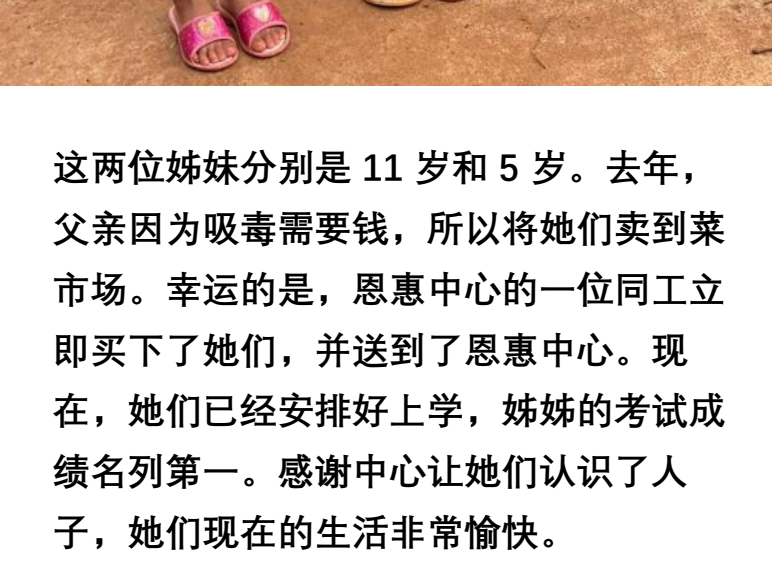 这两位姊妹分别是 11 岁和 5 岁。去年，
父亲因为吸毒需要钱，所以将她们卖到菜
市场。幸运的是，恩惠中心的一位同工立
即买下了她们，并送到了恩惠中心。现
在，她们已经安排好上学，姊姊的考试成
绩名列第一。感谢中心让她们认识了人
子，她们现在的生活非常愉快。